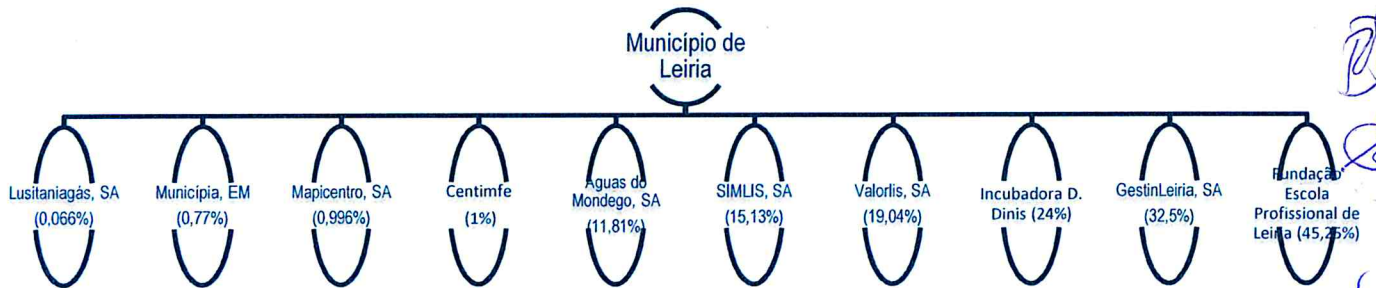 Município de
Leiria
Lusitaniagás, SA
(0,066%)
Municípia, EM
(0,77%)
Mapicentro, SA
(0,996%)
Centimfe
(1%)
Águas do
Mondego, SA
(11,81%)
SIMLIS, SA
(15,13%)
Valorlis, SA
(19,04%)
Incubadora D.
Dinis (24%)
GestinLeiria, SA
(32,5%)
Fundação
Escola
Profissional de
Leiria (45,25%)